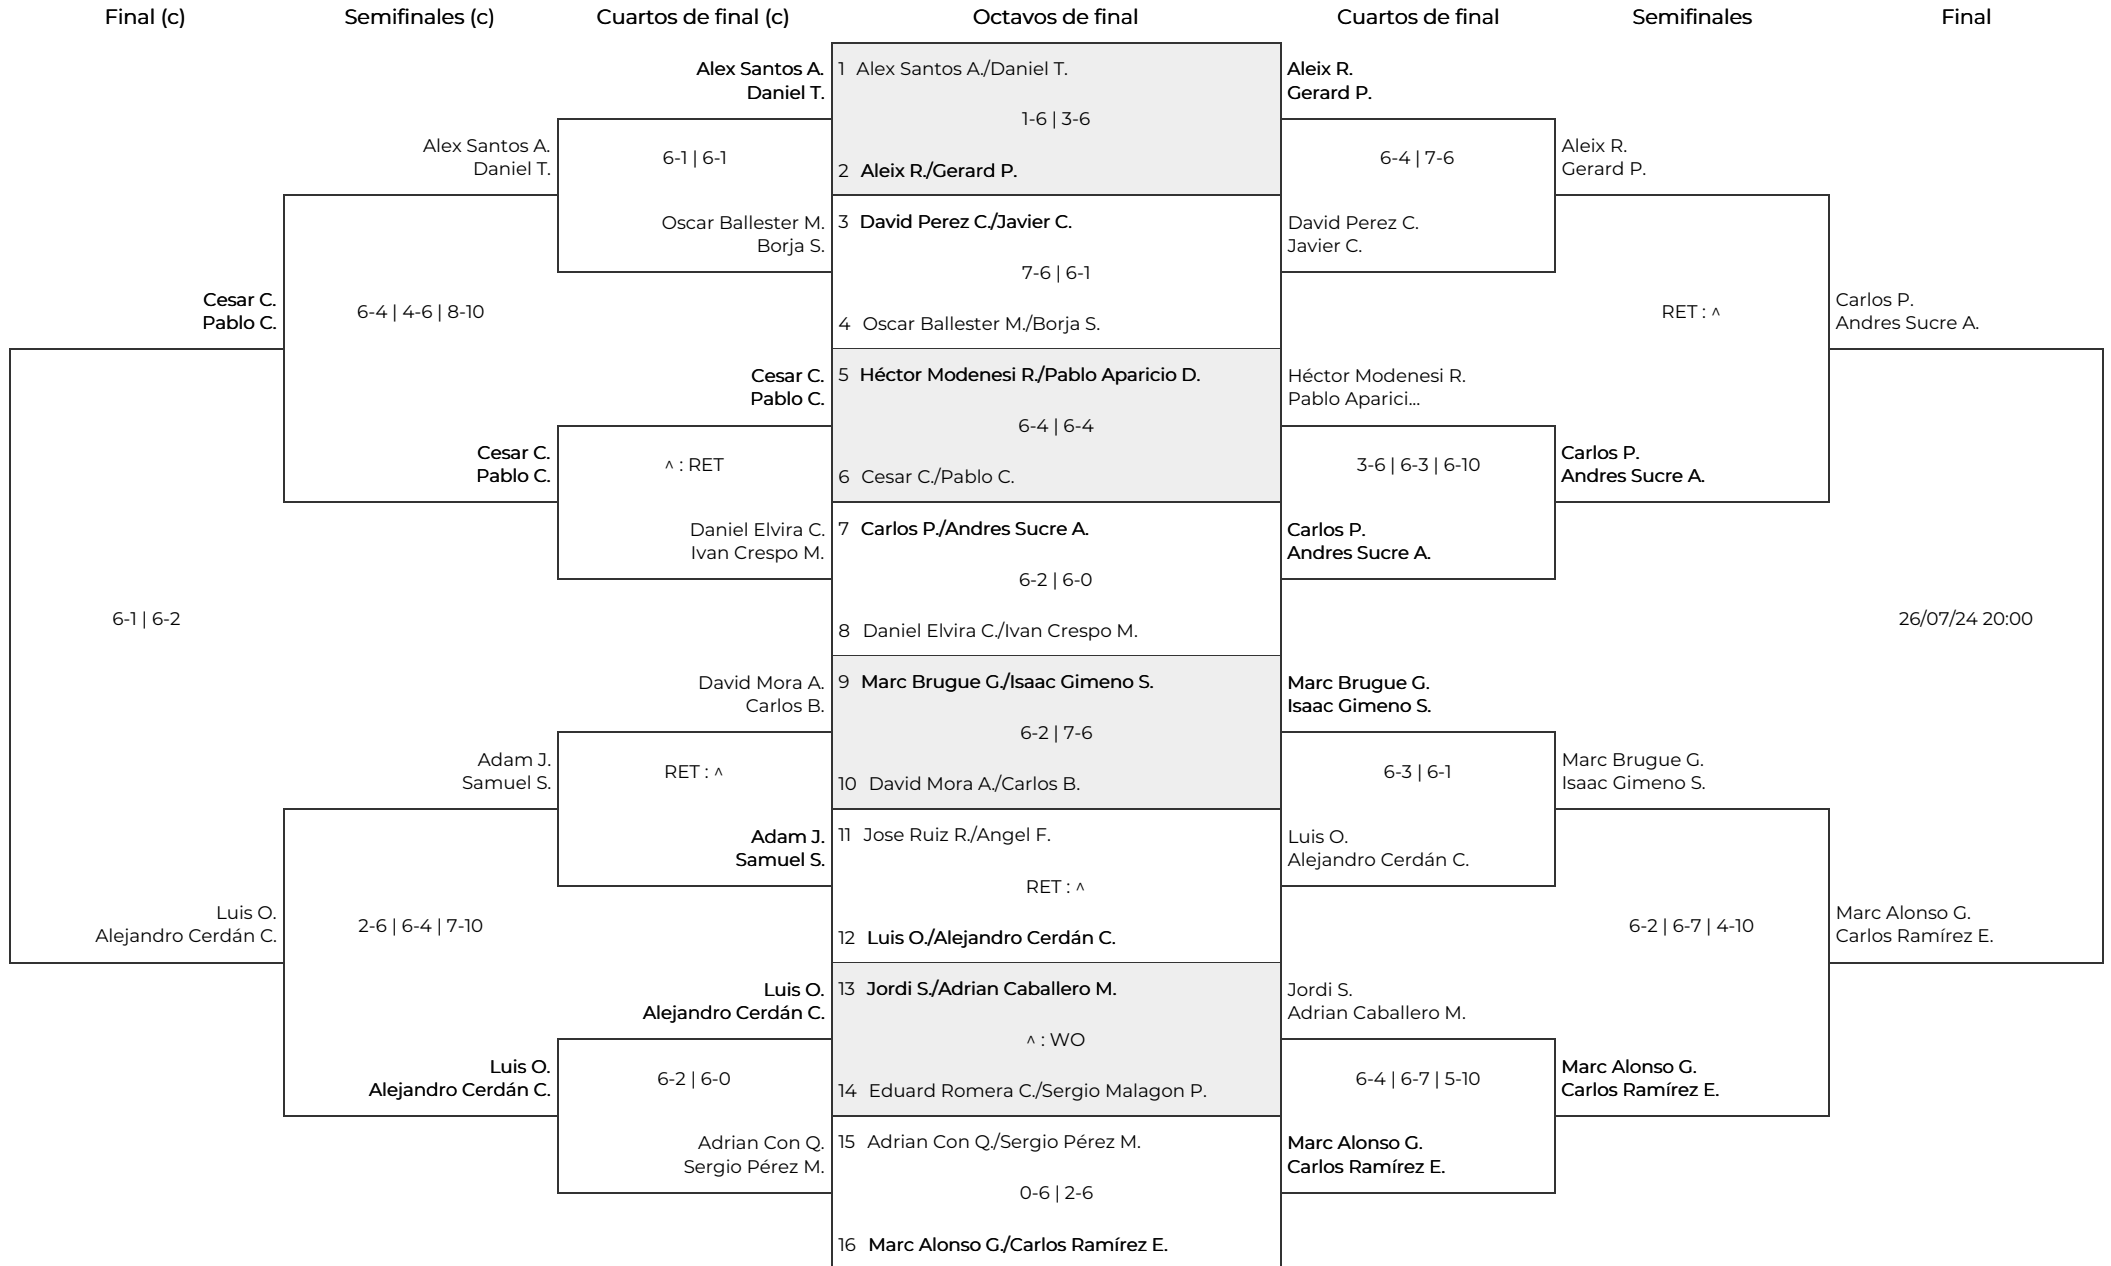 Final (c) Semifinales (c) Cuartos de final (c) Octavos de final Cuartos de final Semifinales Final
Alex Santos A. 1 Alex Santos A./Daniel T. Aleix R.
Daniel T. Gerard P.
1-6 | 3-6
Alex Santos A. Aleix R.
6-1 | 6-1 6-4 | 7-6
Daniel T. 2 Aleix R./Gerard P. Gerard P.
Oscar Ballester M. 3 David Perez C./Javier C. David Perez C.
Borja S. Javier C.
7-6 | 6-1
Cesar C. Carlos P.
6-4 | 4-6 | 8-10 RET : ^
Pablo C. 4 Oscar Ballester M./Borja S. Andres Sucre A.
Cesar C. 5 Héctor Modenesi R./Pablo Aparicio D. Héctor Modenesi R.
Pablo C. Pablo Aparici...
6-4 | 6-4
Cesar C. Carlos P.
^ : RET 3-6 | 6-3 | 6-10
Pablo C. 6 Cesar C./Pablo C. Andres Sucre A.
Daniel Elvira C. 7 Carlos P./Andres Sucre A. Carlos P.
Ivan Crespo M. Andres Sucre A.
6-2 | 6-0
6-1 | 6-2 26/07/24 20:00
8 Daniel Elvira C./Ivan Crespo M.
David Mora A. 9 Marc Brugue G./Isaac Gimeno S. Marc Brugue G.
Carlos B. Isaac Gimeno S.
6-2 | 7-6
Adam J. Marc Brugue G.
RET : ^ 6-3 | 6-1
Samuel S. 10 David Mora A./Carlos B. Isaac Gimeno S.
Adam J. 11 Jose Ruiz R./Angel F. Luis O.
Samuel S. Alejandro Cerdán C.
RET : ^
Luis O. Marc Alonso G.
2-6 | 6-4 | 7-10 6-2 | 6-7 | 4-10
Alejandro Cerdán C. 12 Luis O./Alejandro Cerdán C. Carlos Ramírez E.
Luis O. 13 Jordi S./Adrian Caballero M. Jordi S.
Alejandro Cerdán C. Adrian Caballero M.
^ : WO
Luis O. Marc Alonso G.
6-2 | 6-0 6-4 | 6-7 | 5-10
Alejandro Cerdán C. 14 Eduard Romera C./Sergio Malagon P. Carlos Ramírez E.
Adrian Con Q. 15 Adrian Con Q./Sergio Pérez M. Marc Alonso G.
Sergio Pérez M. Carlos Ramírez E.
0-6 | 2-6
16 Marc Alonso G./Carlos Ramírez E.